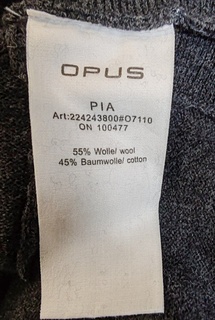 OPUS
PIA
Art:224243800#O7110
ON 100477
55% Wolle/ wool
45% Baumwolle/ cotton